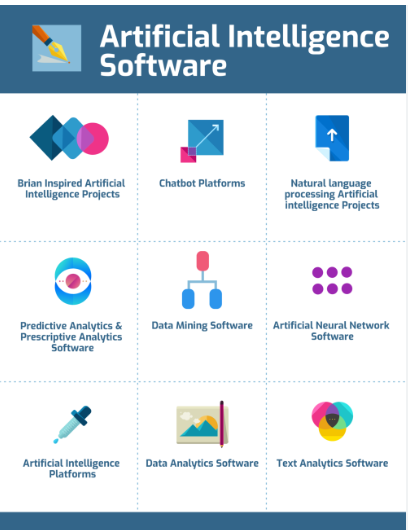 Artificial Intelligence
Software
Brian Inspired Artificial
Intelligence Projects
Chatbot Platforms
Natural language
processing Artificial
intelligence Projects
Predictive Analytics &
Prescriptive Analytics
Software
Data Mining Software
Artificial Neural Network
Software
Artificial Intelligence
Platforms
Data Analytics Software
Text Analytics Software